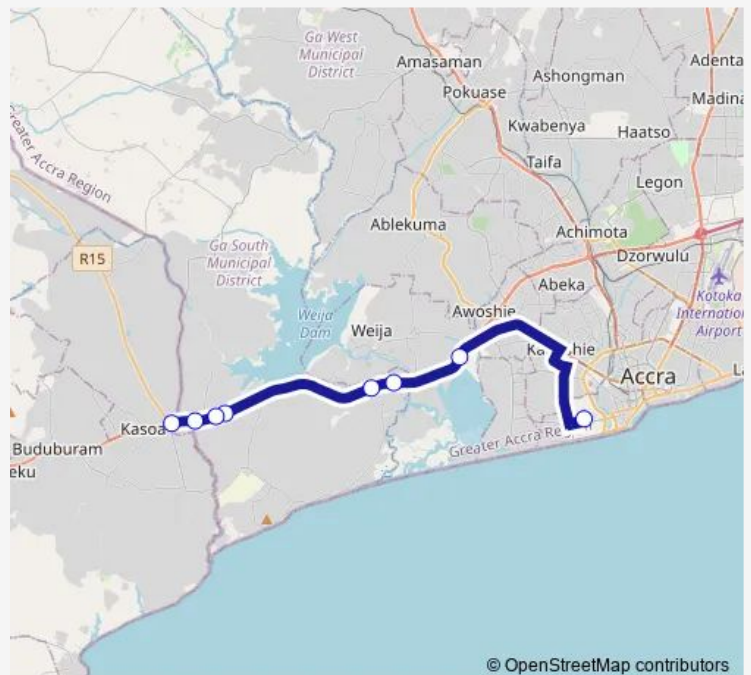 Ga West
Municipal
District
Amasaman
Adenta
Ashongman
Pokuase
Madina
Kwabenya
Haatso
Greater Accra Region
Taifa
Legon
Ablekuma
Achimota
Ga South
Municipal
District
R15
Dzorwulu
Abeka
Kotoka
Internation
Airport
Weija
Dam
Awoshie
Weija
Accra
Kasoa
Buduburam
eku
Greater Accra Region
© OpenStreetMap contributors